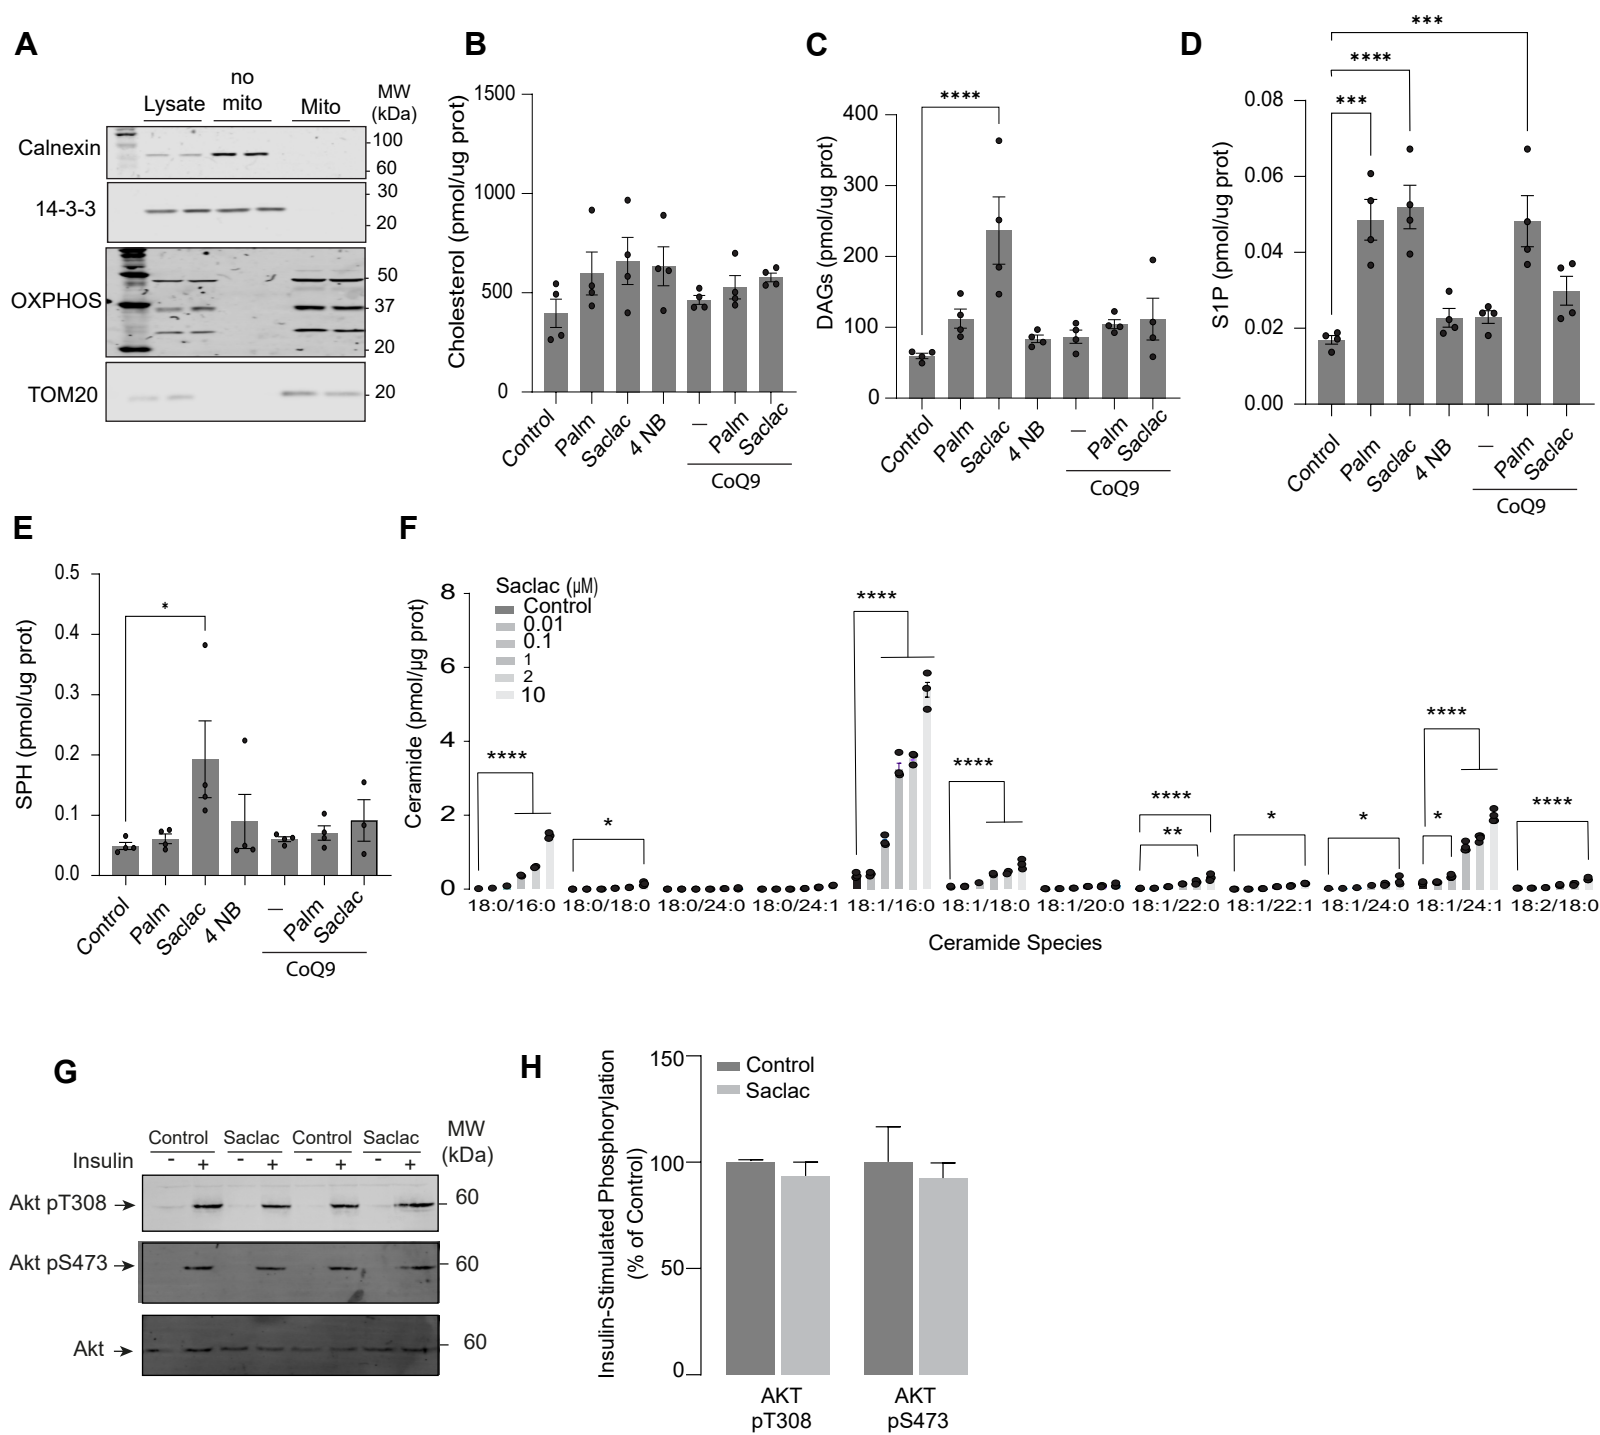 A
Lysate
no
mito
Mito
MW
(kDa)
Calnexin
100
60
14-3-3
30
20
OXPHOS
50
37
20
TOM20
20
B
Cholesterol (pmol/ug prot)
1500
1000
500
0
Control
Palm
Saclac
4 NB
—
Palm
Saclac
CoQ9
C
DAGs (pmol/ug prot)
****
400
300
200
100
0
Control
Palm
Saclac
4 NB
—
Palm
Saclac
CoQ9
D
S1P (pmol/ug prot)
***
****
***
0.08
0.06
0.04
0.02
0.00
Control
Palm
Saclac
4 NB
—
Palm
Saclac
CoQ9
E
SPH (pmol/ug prot)
*
0.5
0.4
0.3
0.2
0.1
0.0
Control
Palm
Saclac
4 NB
—
Palm
Saclac
CoQ9
F
Ceramide (pmol/µg prot)
8
6
4
2
0
Saclac (µM)
Control
0.01
0.1
1
2
10
****
*
****
****
****
**
*
*
****
*
****
18:0/16:0 18:0/18:0 18:0/24:0 18:0/24:1 18:1/16:0 18:1/18:0 18:1/20:0 18:1/22:0 18:1/22:1 18:1/24:0 18:1/24:1 18:2/18:0
Ceramide Species
G
Control Saclac Control Saclac
MW
(kDa)
Insulin - + - + - + - +
Akt pT308
60
Akt pS473
60
Akt
60
H
Insulin-Stimulated Phosphorylation
(% of Control)
150
100
50
0
Control
Saclac
AKT
pT308
AKT
pS473